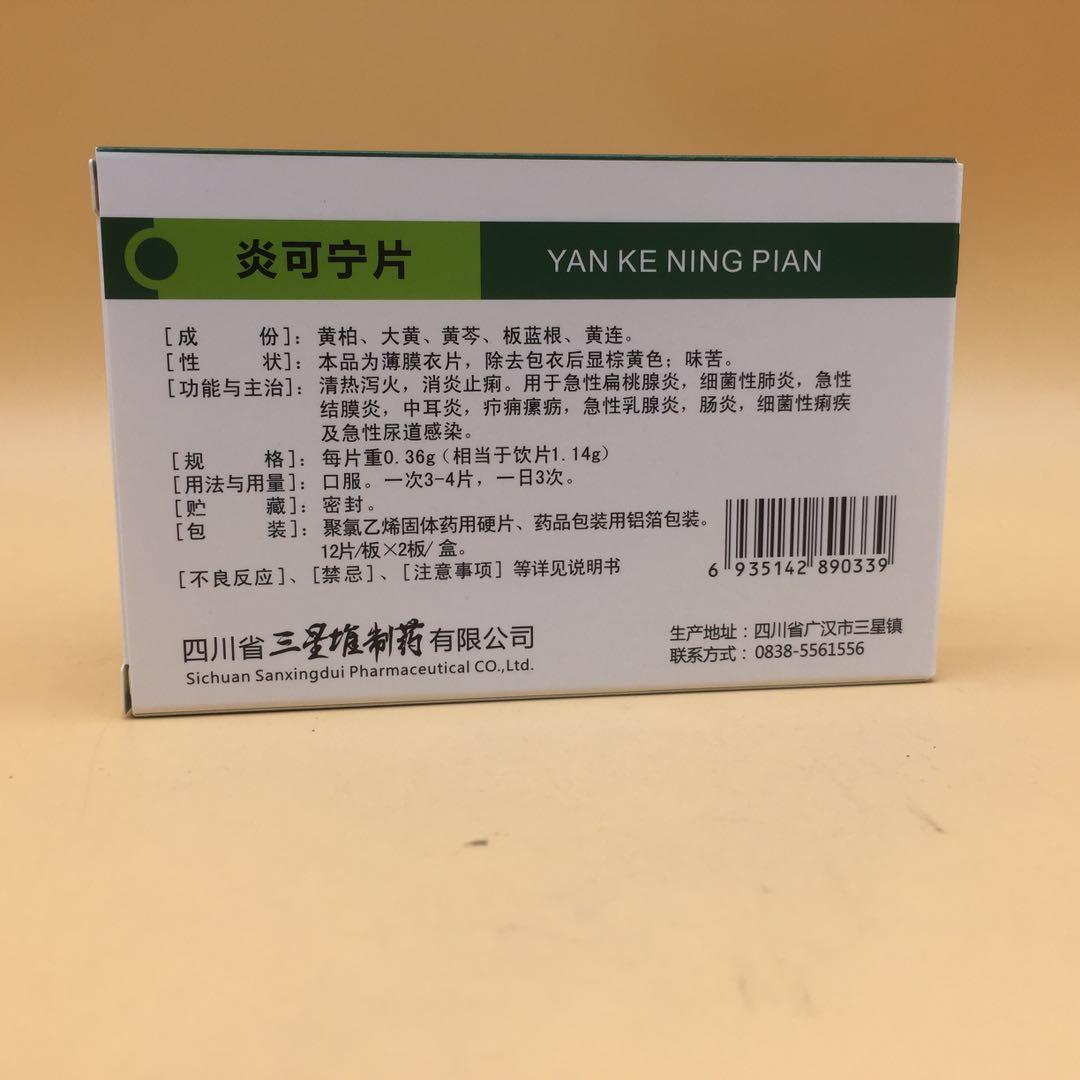 炎可宁片
YAN KE NING PIAN
[成 份]：黄柏、大黄、黄芩、板蓝根、黄连。
[性 状]：本品为薄膜衣片，除去包衣后显棕黄色；味苦。
[功能与主治]：清热泻火，消炎止痢。用于急性扁桃腺炎，细菌性肺炎，急性
结膜炎，中耳炎，疖痈瘰疬，急性乳腺炎，肠炎，细菌性痢疾
及急性尿道感染。
[规 格]：每片重0.36g（相当于饮片1.14g）
[用法与用量]：口服。一次3-4片，一日3次。
[贮 藏]：密封。
[包 装]：聚氯乙烯固体药用硬片、药品包装用铝箔包装。
12片/板×2板/盒。
[不良反应]、[禁忌]、[注意事项]等详见说明书
6 935142 890339
四川省三星堆制药有限公司
Sichuan Sanxingdui Pharmaceutical CO.,Ltd.
生产地址：四川省广汉市三星镇
联系方式：0838-5561556